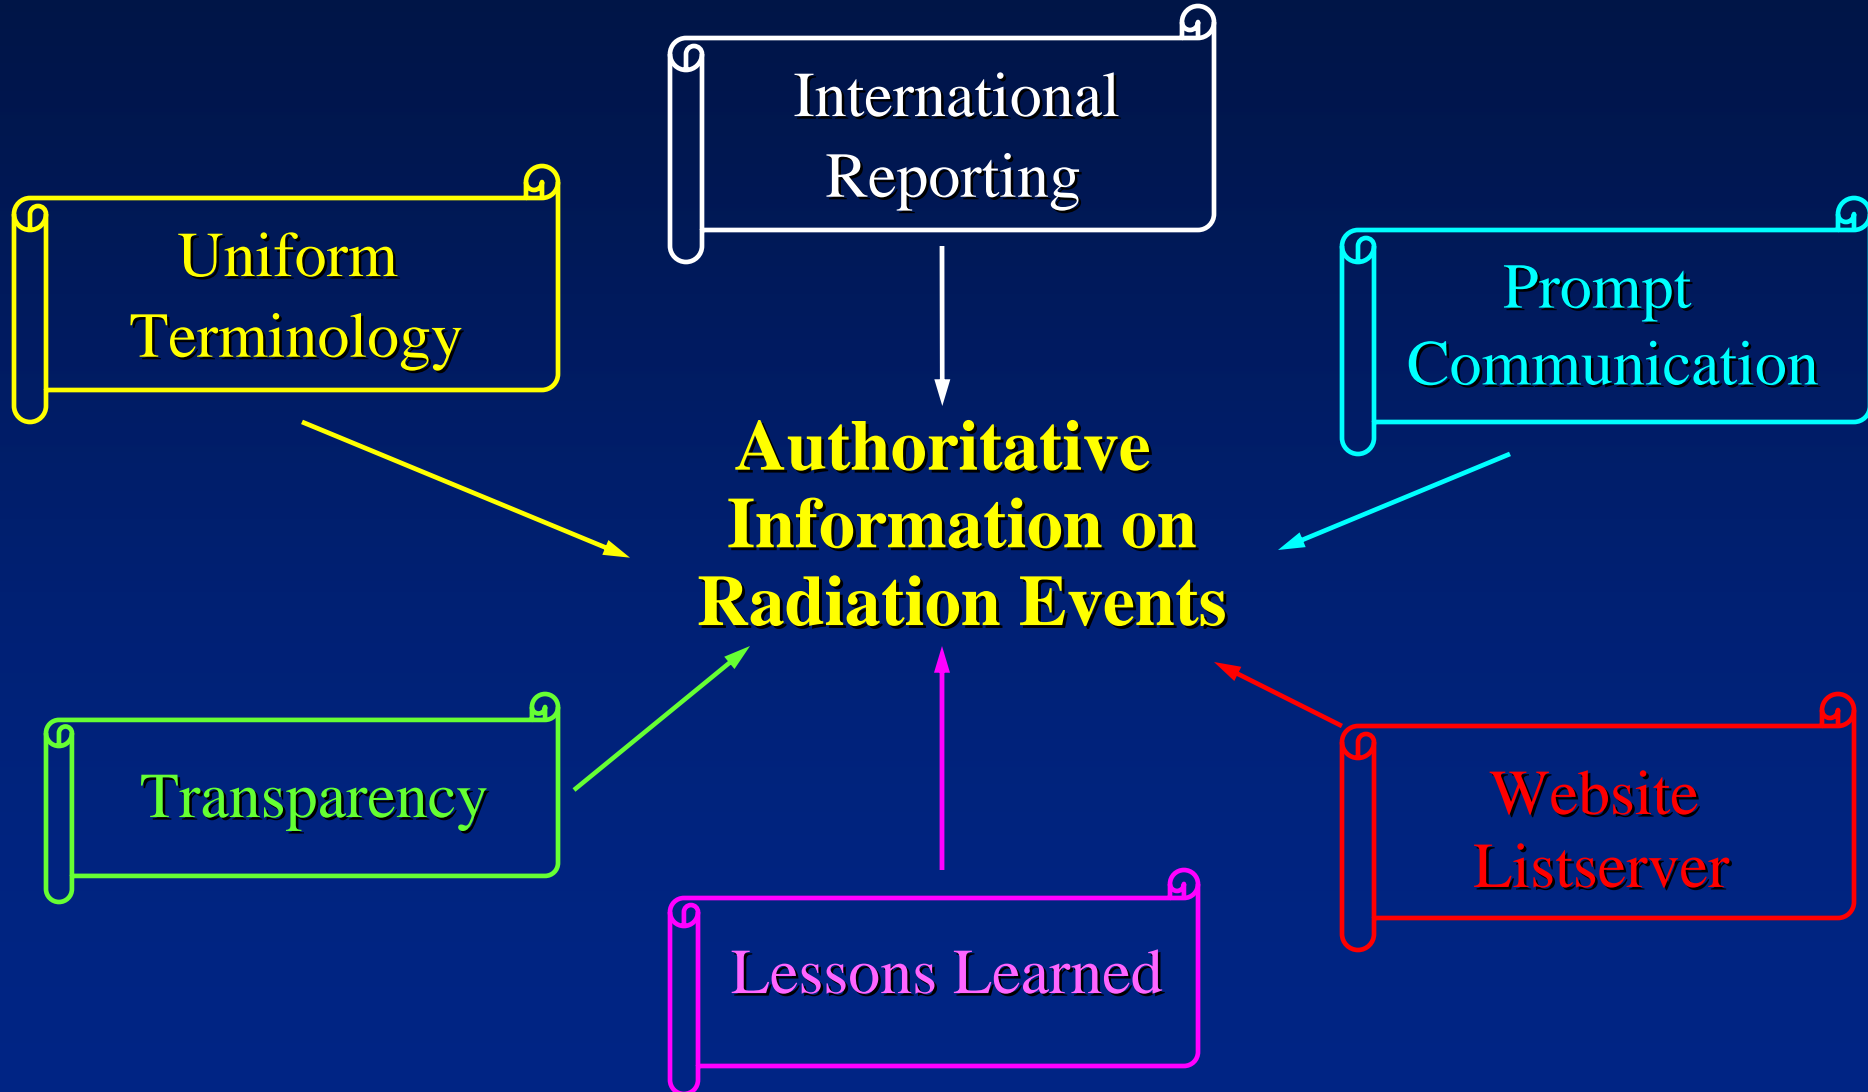 International
Reporting
Uniform
Terminology
Prompt
Communication
Authoritative
Information on
Radiation Events
Transparency
Website
Listserver
Lessons Learned